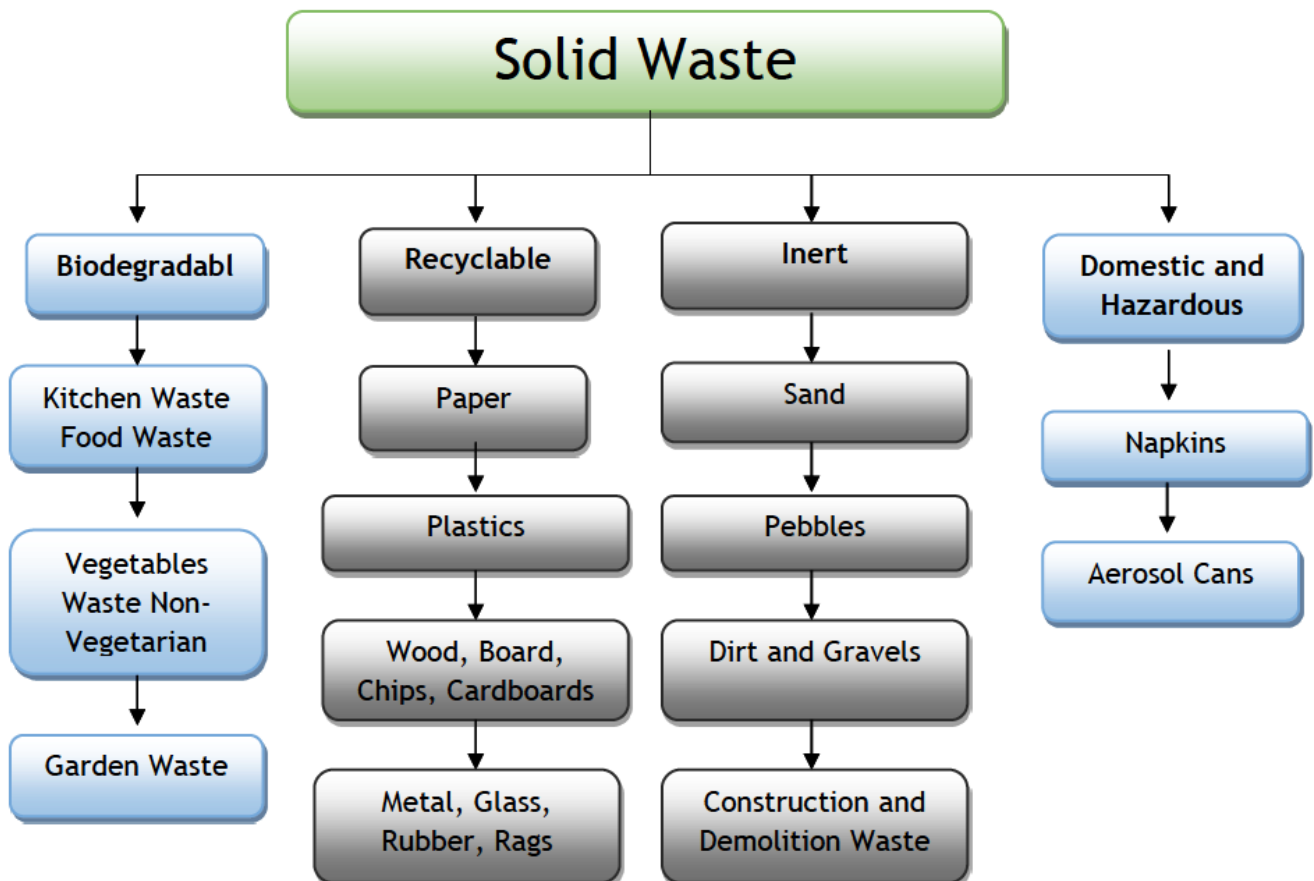 Solid Waste
Biodegradabl
Kitchen Waste
Food Waste
Vegetables
Waste Non-
Vegetarian
Garden Waste
Recyclable
Paper
Plastics
Wood, Board,
Chips, Cardboards
Metal, Glass,
Rubber, Rags
Inert
Sand
Pebbles
Dirt and Gravels
Construction and
Demolition Waste
Domestic and
Hazardous
Napkins
Aerosol Cans